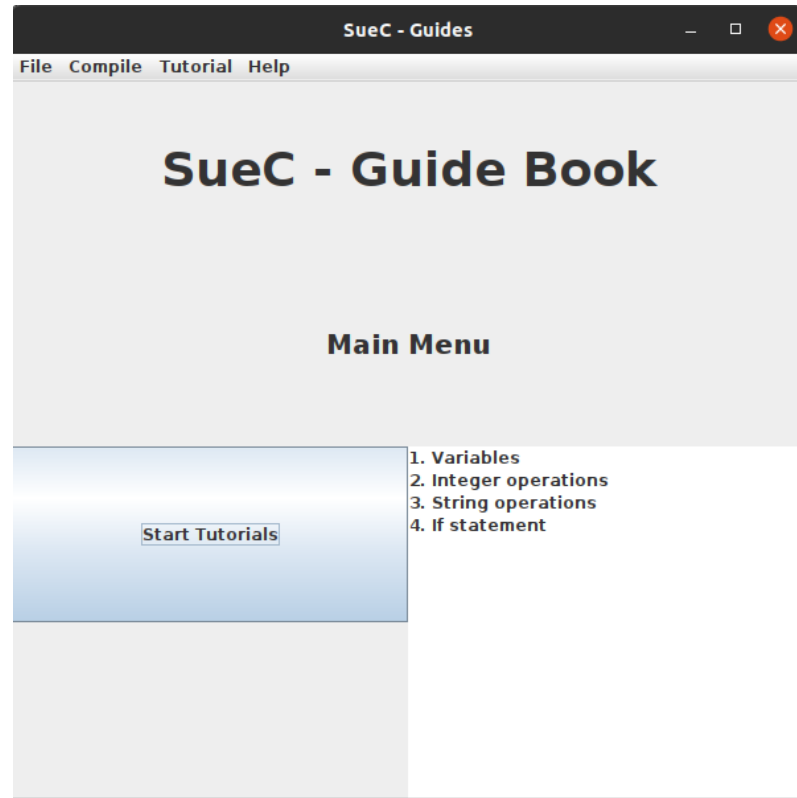 SueC - Guides
File Compile Tutorial Help
SueC - Guide Book
Main Menu
Start Tutorials
1. Variables
2. Integer operations
3. String operations
4. If statement